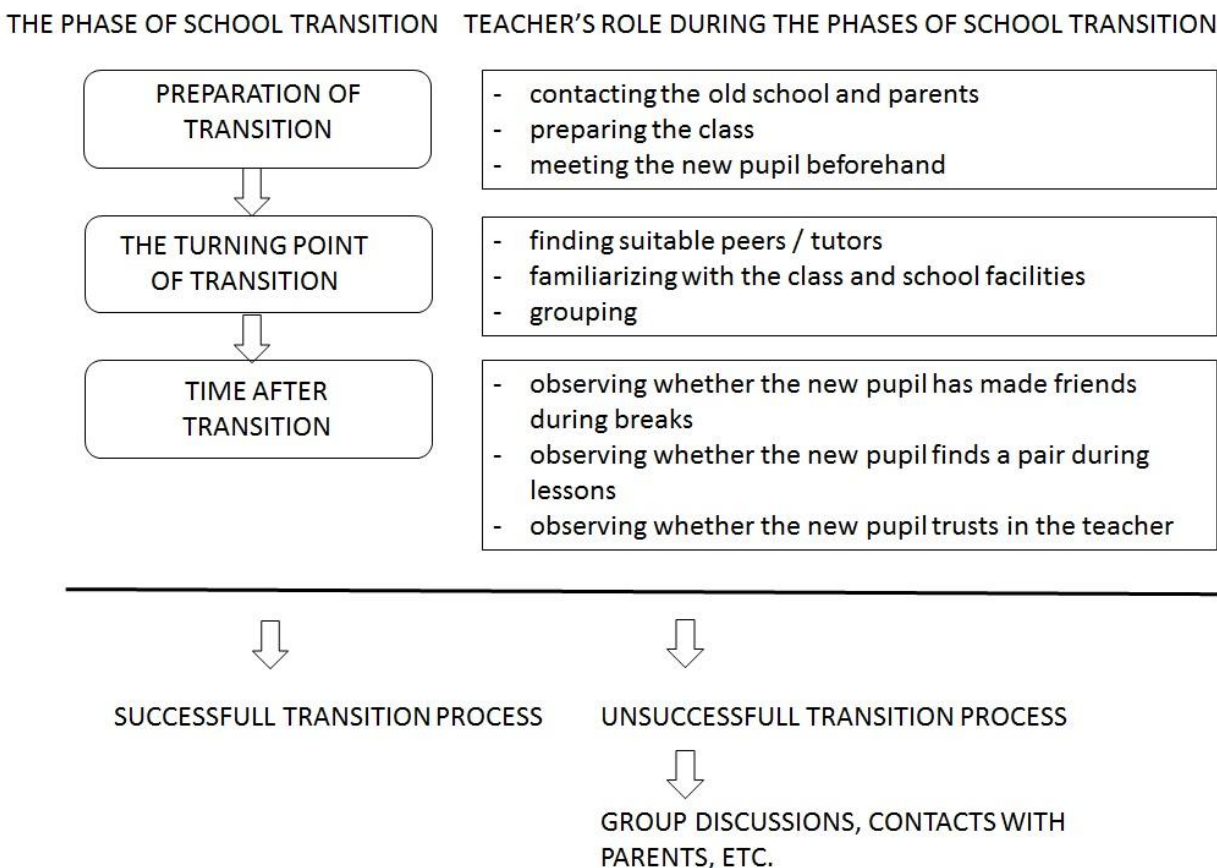 THE PHASE OF SCHOOL TRANSITION
TEACHER'S ROLE DURING THE PHASES OF SCHOOL TRANSITION
PREPARATION OF
TRANSITION
- contacting the old school and parents
- preparing the class
- meeting the new pupil beforehand
THE TURNING POINT
OF TRANSITION
- finding suitable peers / tutors
- familiarizing with the class and school facilities
- grouping
TIME AFTER
TRANSITION
- observing whether the new pupil has made friends
during breaks
- observing whether the new pupil finds a pair during
lessons
- observing whether the new pupil trusts in the teacher
SUCCESSFULL TRANSITION PROCESS
UNSUCCESSFULL TRANSITION PROCESS
GROUP DISCUSSIONS, CONTACTS WITH
PARENTS, ETC.